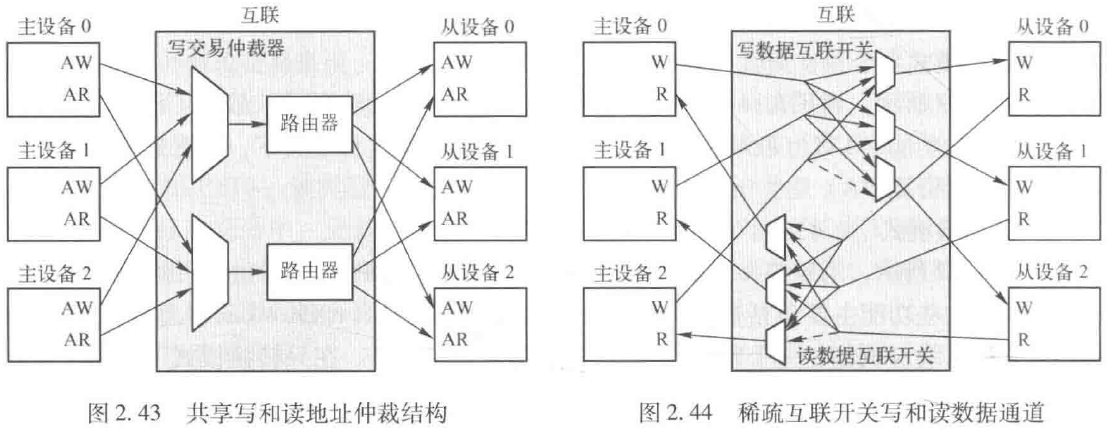 互联
主设备 0
从设备 0
写交易仲裁器
AW
AR
AW
AR
路由器
主设备 1
从设备 1
AW
AR
AW
AR
主设备 2
从设备 2
路由器
AW
AR
AW
AR
图 2.43 共享写和读地址仲裁结构
互联
主设备 0
从设备 0
写数据互联开关
W
R
W
R
主设备 1
从设备 1
W
R
W
R
主设备 2
从设备 2
W
R
W
R
读数据互联开关
图 2.44 稀疏互联开关写和读数据通道